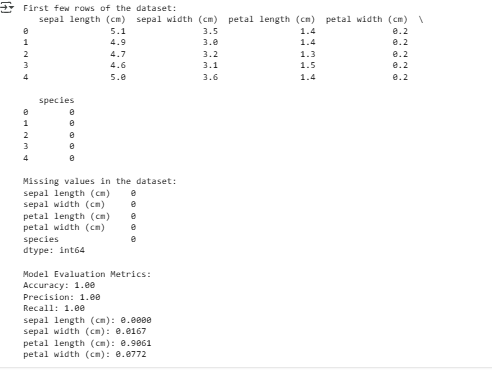 First few rows of the dataset:
sepal length (cm) sepal width (cm) petal length (cm) petal width (cm) \
0 5.1 3.5 1.4 0.2
1 4.9 3.0 1.4 0.2
2 4.7 3.2 1.3 0.2
3 4.6 3.1 1.5 0.2
4 5.0 3.6 1.4 0.2
species
0 0
1 0
2 0
3 0
4 0
Missing values in the dataset:
sepal length (cm) 0
sepal width (cm) 0
petal length (cm) 0
petal width (cm) 0
species 0
dtype: int64
Model Evaluation Metrics:
Accuracy: 1.00
Precision: 1.00
Recall: 1.00
sepal length (cm): 0.0000
sepal width (cm): 0.0167
petal length (cm): 0.9061
petal width (cm): 0.0772